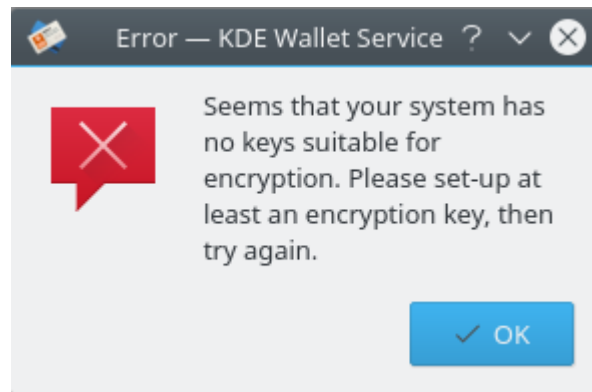 Error — KDE Wallet Service ?
Seems that your system has
no keys suitable for
encryption. Please set-up at
least an encryption key, then
try again.
OK